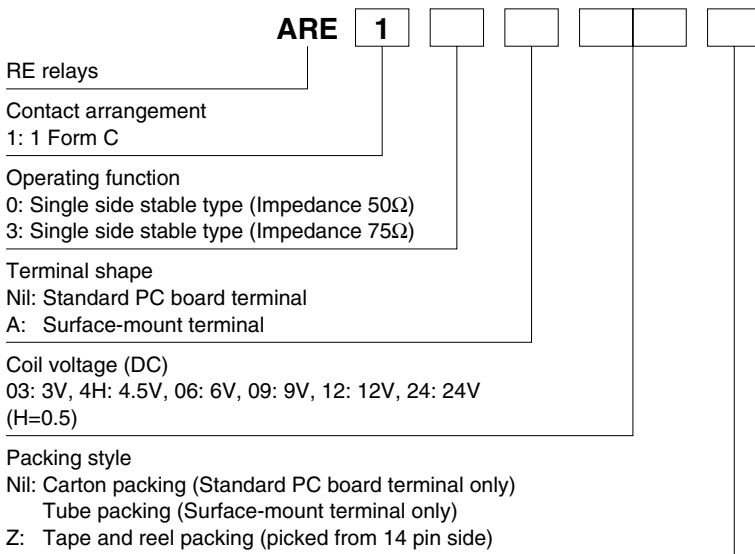 ARE 1
RE relays
Contact arrangement
1: 1 Form C
Operating function
0: Single side stable type (Impedance 50Ω)
3: Single side stable type (Impedance 75Ω)
Terminal shape
Nil: Standard PC board terminal
A: Surface-mount terminal
Coil voltage (DC)
03: 3V, 4H: 4.5V, 06: 6V, 09: 9V, 12: 12V, 24: 24V
(H=0.5)
Packing style
Nil: Carton packing (Standard PC board terminal only)
Tube packing (Surface-mount terminal only)
Z: Tape and reel packing (picked from 14 pin side)